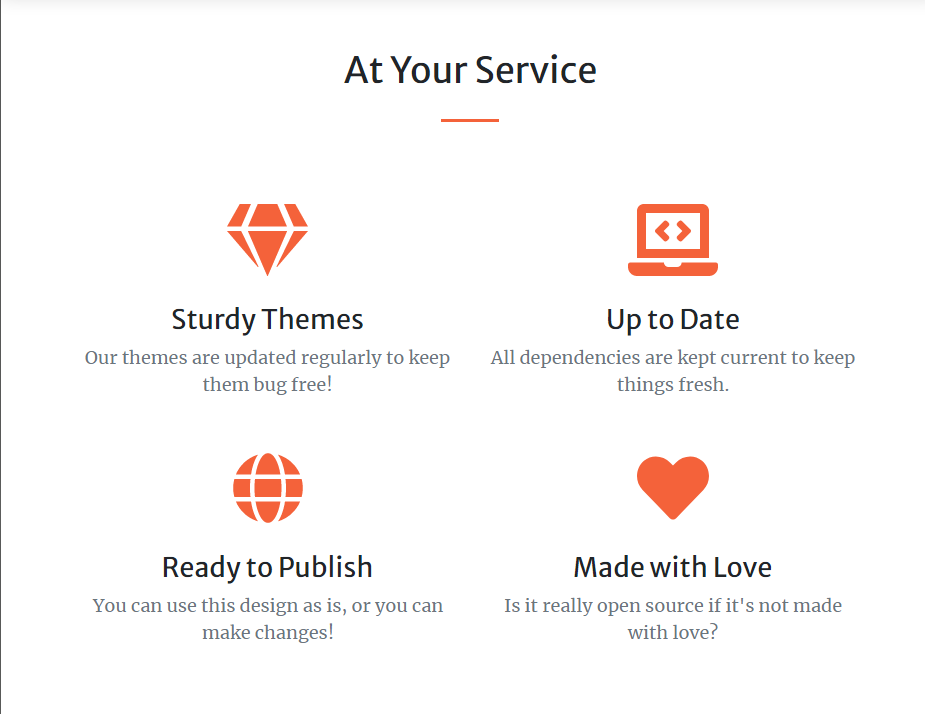 At Your Service
Sturdy Themes
Our themes are updated regularly to keep
them bug free!
Up to Date
All dependencies are kept current to keep
things fresh.
Ready to Publish
You can use this design as is, or you can
make changes!
Made with Love
Is it really open source if it's not made
with love?